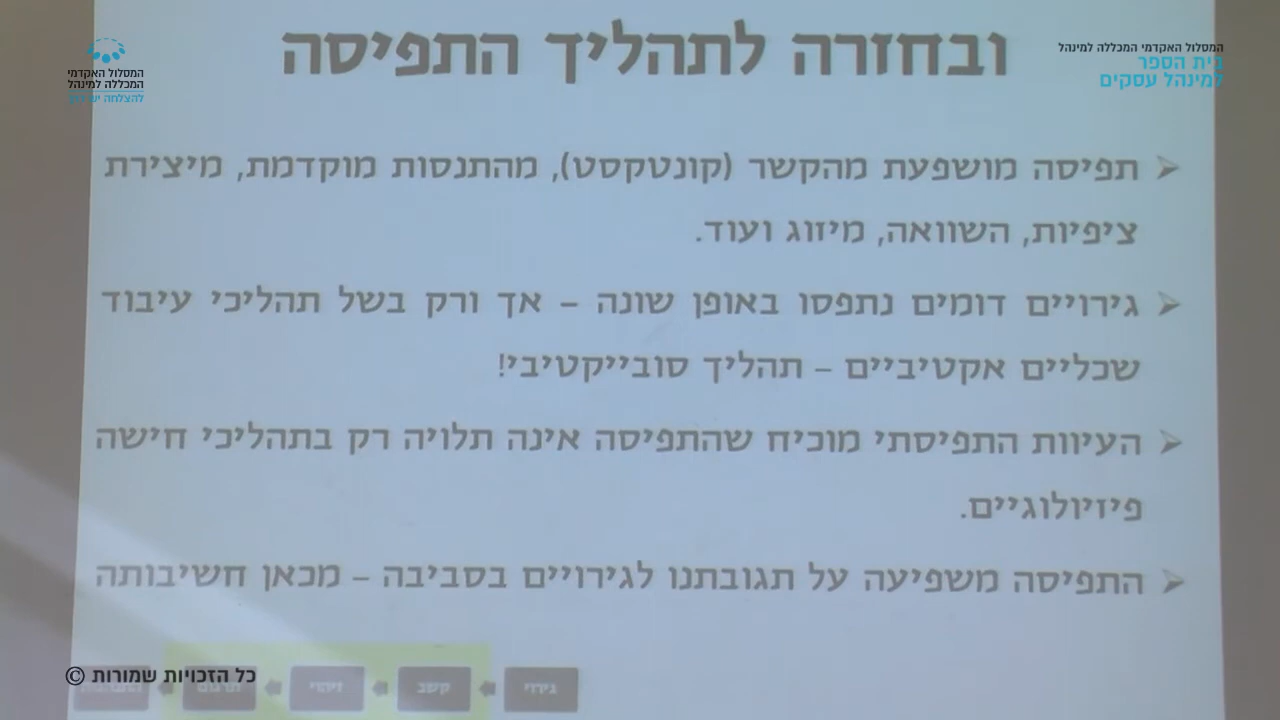 ובחזרה לתהליך התפיסה
המסלול האקדמי המכללה למינהל
בית הספר
למינהל עסקים
המסלול האקדמי
המכללה למינהל
תפיסה מושפעת מהקשר (קונטקסט), מהתנסות מוקדמת, מיצירת
ציפיות, השוואה, מיזוג ועוד.
גירויים דומים נתפסו באופן שונה – אך ורק בשל תהליכי עיבוד
שכליים אקטיביים – תהליך סובייקטיבי!
העיוות התפיסתי מוכיח שהתפיסה אינה תלויה רק בתהליכי חישה
פיזיולוגיים.
התפיסה משפיעה על תגובתנו לגירויים בסביבה – מכאן חשיבותה
גירוי קשב זיהוי תרגום
כל הזכויות שמורות ©